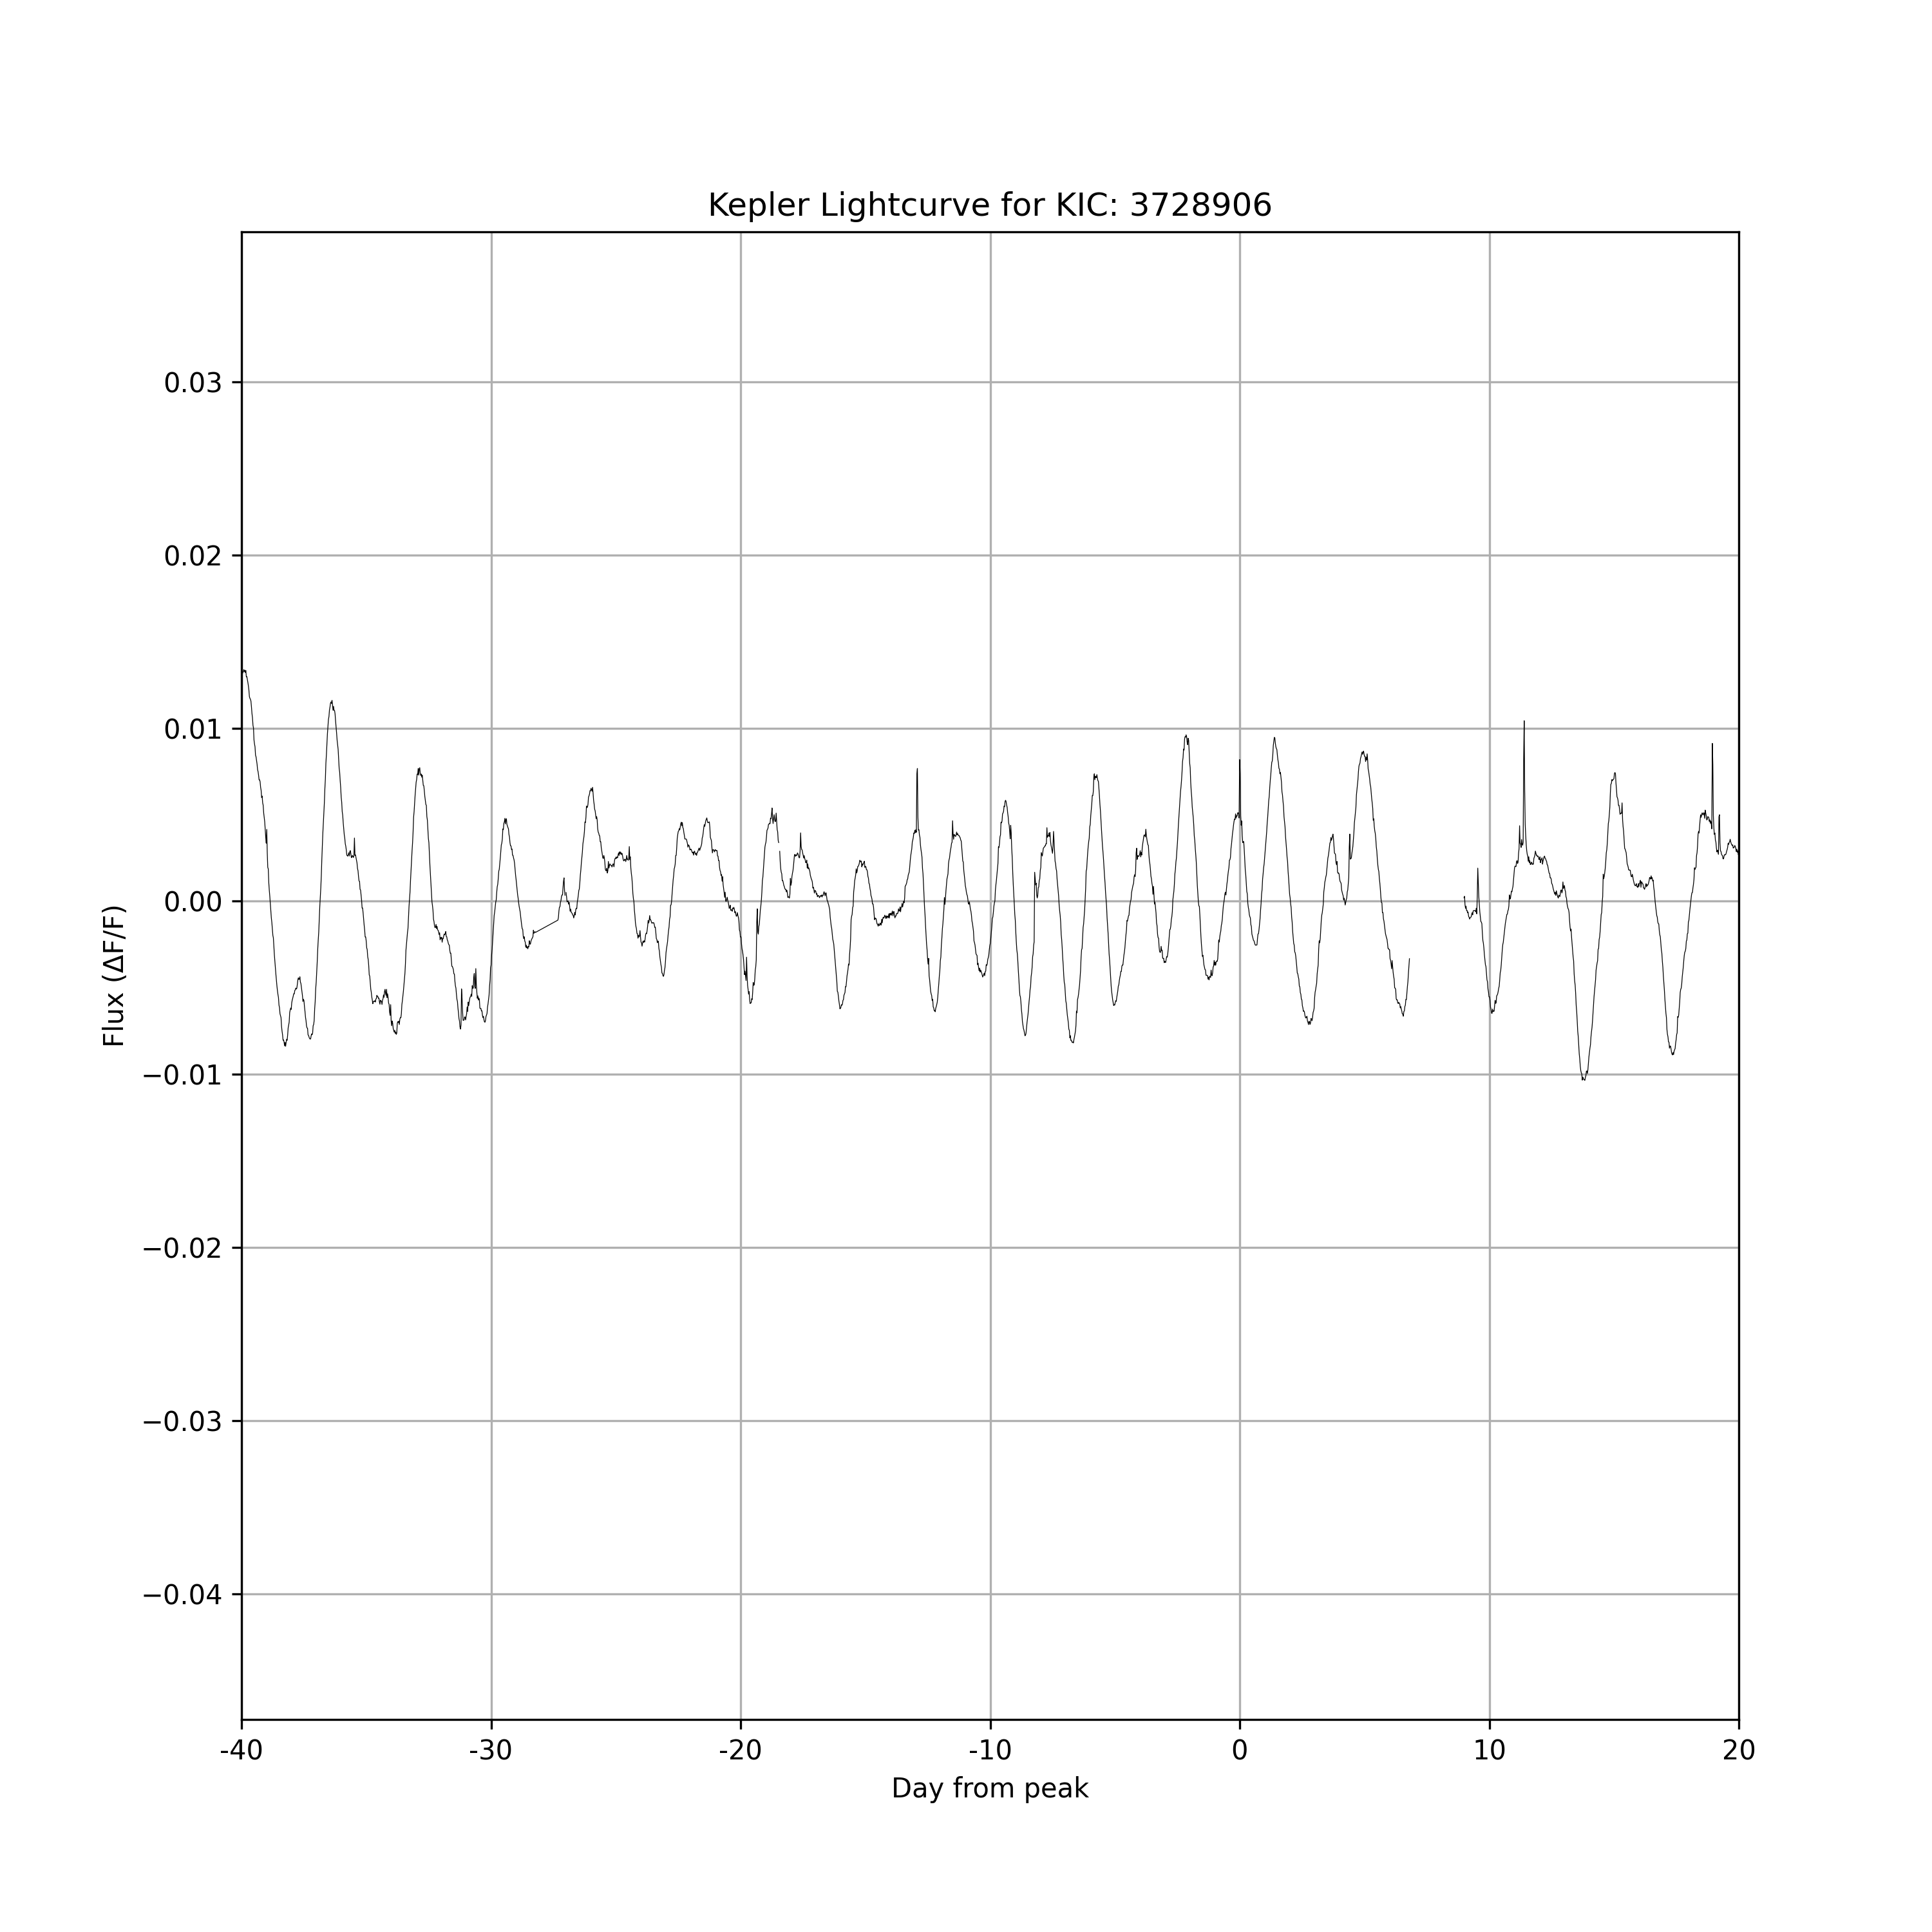 Kepler Lightcurve for KIC: 3728906
Flux (ΔF/F)
0.03
0.02
0.01
0.00
−0.01
−0.02
−0.03
−0.04
-40 -30 -20 -10 0 10 20
Day from peak